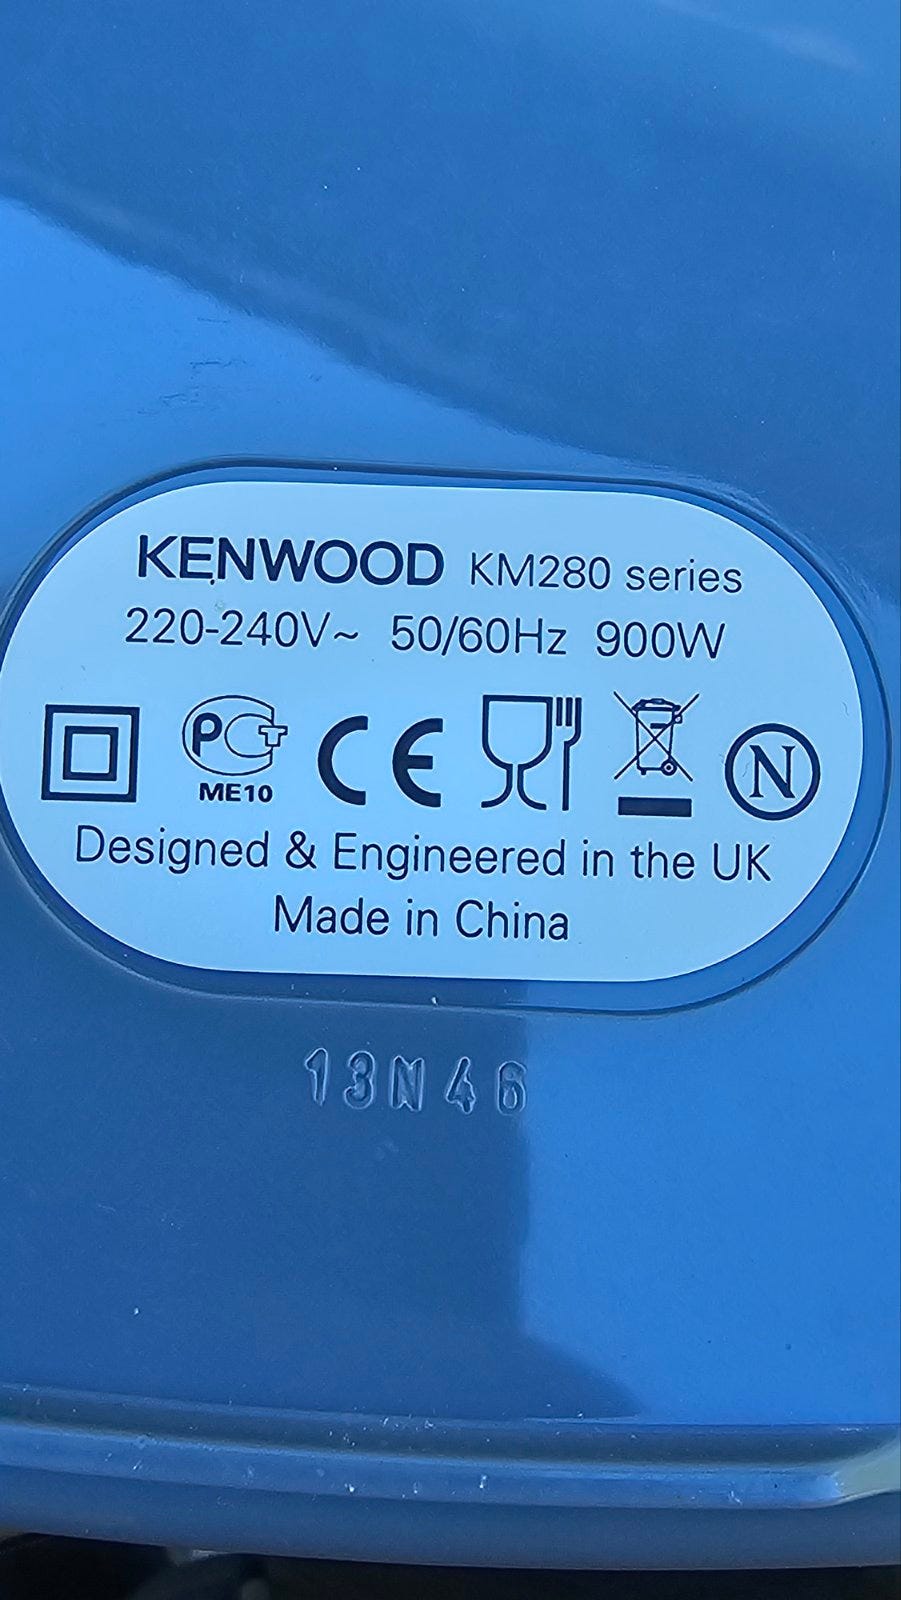 KENWOOD KM280 series
220-240V~ 50/60Hz 900W
PCT CE N
ME10
Designed & Engineered in the UK
Made in China
13N46